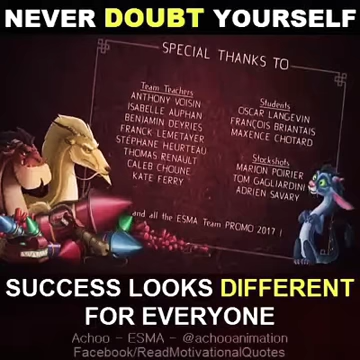 NEVER DOUBT YOURSELF
SPECIAL THANKS TO
Team Teachers
ANTHONY VOISIN
ISABELLE AUPHAN
BENJAMIN DEYRIES
FRANCK LEMETAYER
STÉPHANE HEURTEAU
THOMAS RENAULT
CALEB CHOUNE
KATE FERRY
Students
OSCAR LANGEVIN
FRANÇOIS BRIANTAIS
MAXENCE CHOTARD
Stockshots
MARION POIRIER
TOM GAGLIARDINI
ADRIEN SAVARY
and all the ESMA Team PROMO 2017 !
SUCCESS LOOKS DIFFERENT
FOR EVERYONE
Achoo - ESMA - @achooanimation
Facebook/ReadMotivationalQuotes